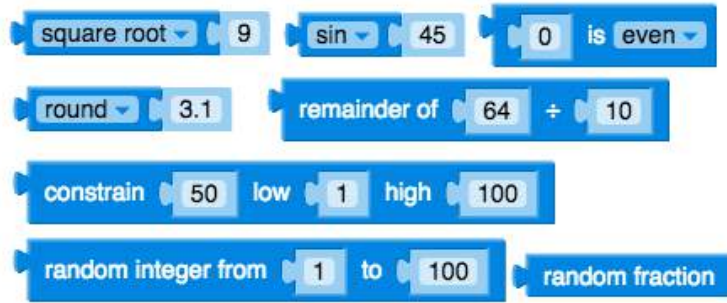 square root 9 sin 45 0 is even
round 3.1 remainder of 64 ÷ 10
constrain 50 low 1 high 100
random integer from 1 to 100 random fraction